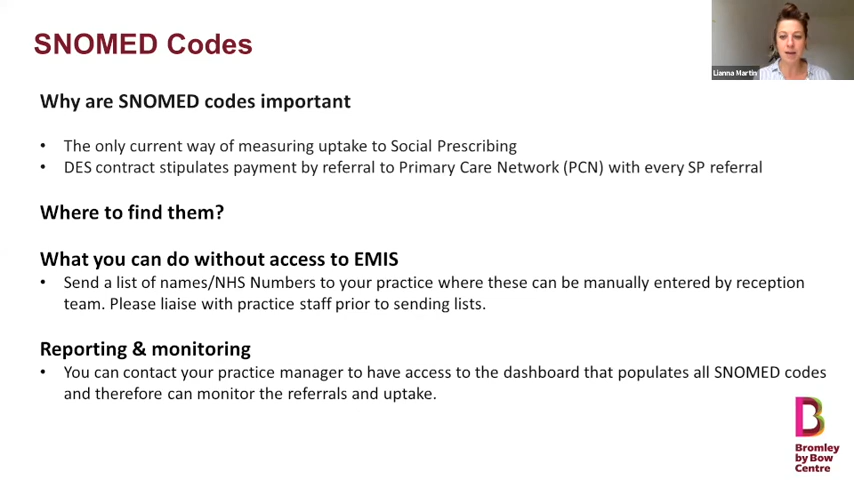 SNOMED Codes
Lianna Martin
Why are SNOMED codes important
• The only current way of measuring uptake to Social Prescribing
• DES contract stipulates payment by referral to Primary Care Network (PCN) with every SP referral
Where to find them?
What you can do without access to EMIS
• Send a list of names/NHS Numbers to your practice where these can be manually entered by reception
team. Please liaise with practice staff prior to sending lists.
Reporting & monitoring
• You can contact your practice manager to have access to the dashboard that populates all SNOMED codes
and therefore can monitor the referrals and uptake.
Bromley
by Bow
Centre